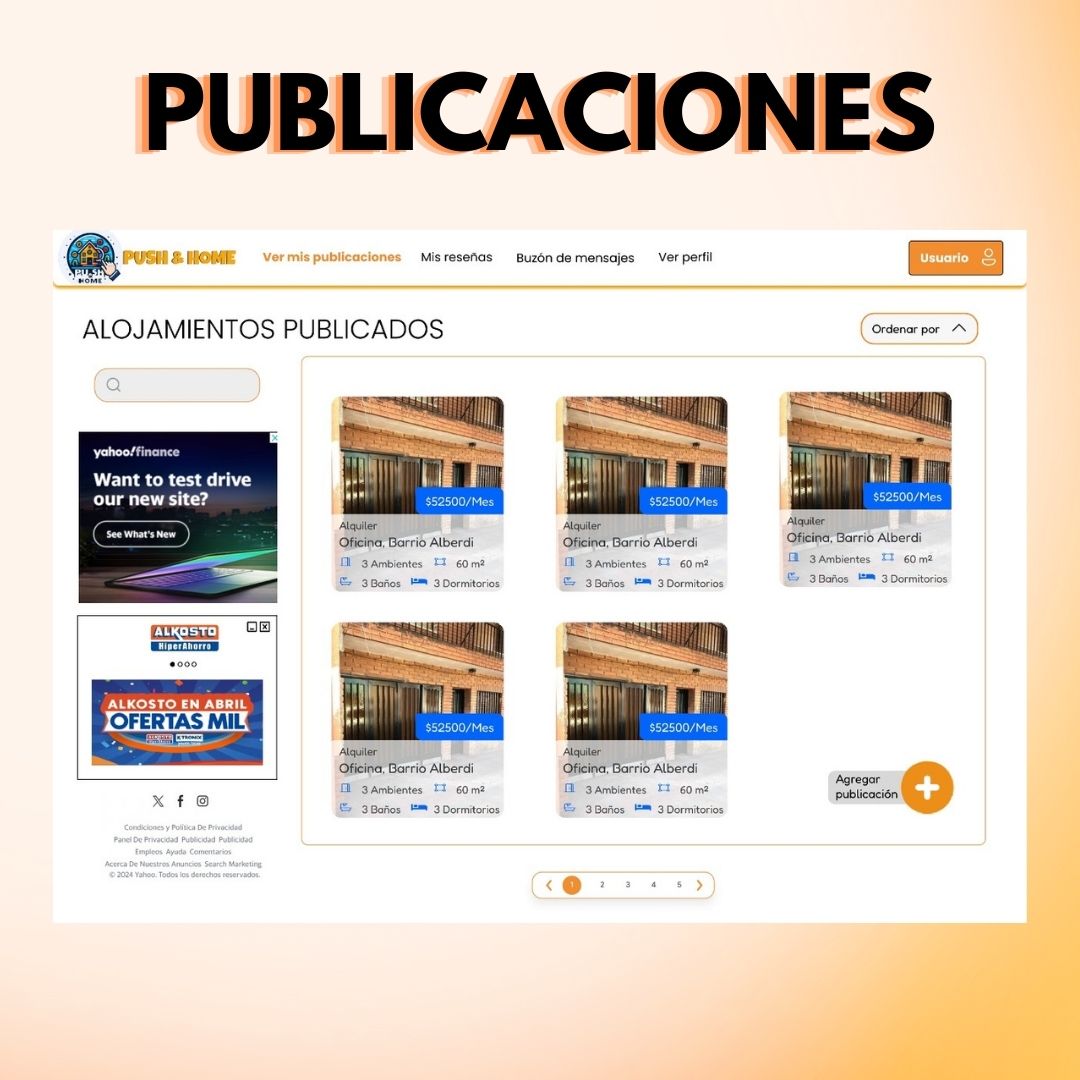 PUBLICACIONES
PUSH HOME
PUSH & HOME
Ver mis publicaciones
Mis reseñas
Buzón de mensajes
Ver perfil
Usuario
ALOJAMIENTOS PUBLICADOS
Ordenar por
yahoo!finance
Want to test drive
our new site?
See What's New
ALKOSTO
HiperAhorro
ALKOSTO EN ABRIL
OFERTAS MIL
ALKOSTO
K-TRONIX
Condiciones y Política De Privacidad
Panel De Privacidad Publicidad Publicidad
Empleos Ayuda Comentarios
Acerca De Nuestros Anuncios Search Marketing
© 2024 Yahoo. Todos los derechos reservados.
$52500/Mes
Alquiler
Oficina, Barrio Alberdi
3 Ambientes 60 m²
3 Baños 3 Dormitorios
$52500/Mes
Alquiler
Oficina, Barrio Alberdi
3 Ambientes 60 m²
3 Baños 3 Dormitorios
$52500/Mes
Alquiler
Oficina, Barrio Alberdi
3 Ambientes 60 m²
3 Baños 3 Dormitorios
$52500/Mes
Alquiler
Oficina, Barrio Alberdi
3 Ambientes 60 m²
3 Baños 3 Dormitorios
$52500/Mes
Alquiler
Oficina, Barrio Alberdi
3 Ambientes 60 m²
3 Baños 3 Dormitorios
Agregar
publicación
1 2 3 4 5